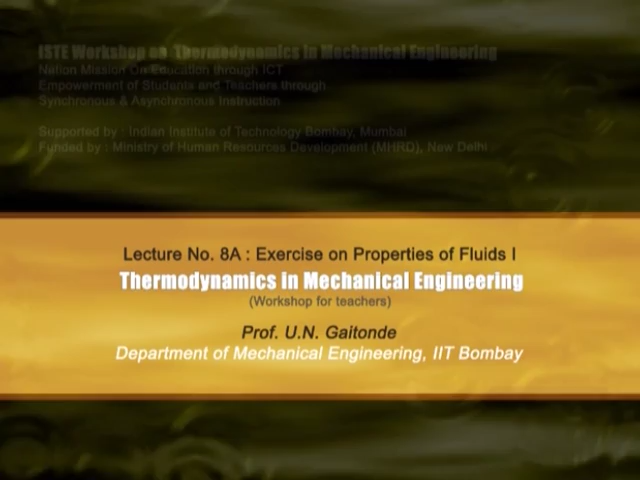 ISTE Workshop on Thermodynamics in Mechanical Engineering
Nation Mission On Education through ICT
Empowerment of Students and Teachers through
Synchronous & Asynchronous Instruction
Supported by : Indian Institute of Technology Bombay, Mumbai
Funded by : Ministry of Human Resources Development (MHRD), New Delhi
Lecture No. 8A : Exercise on Properties of Fluids I
Thermodynamics in Mechanical Engineering
(Workshop for teachers)
Prof. U.N. Gaitonde
Department of Mechanical Engineering, IIT Bombay